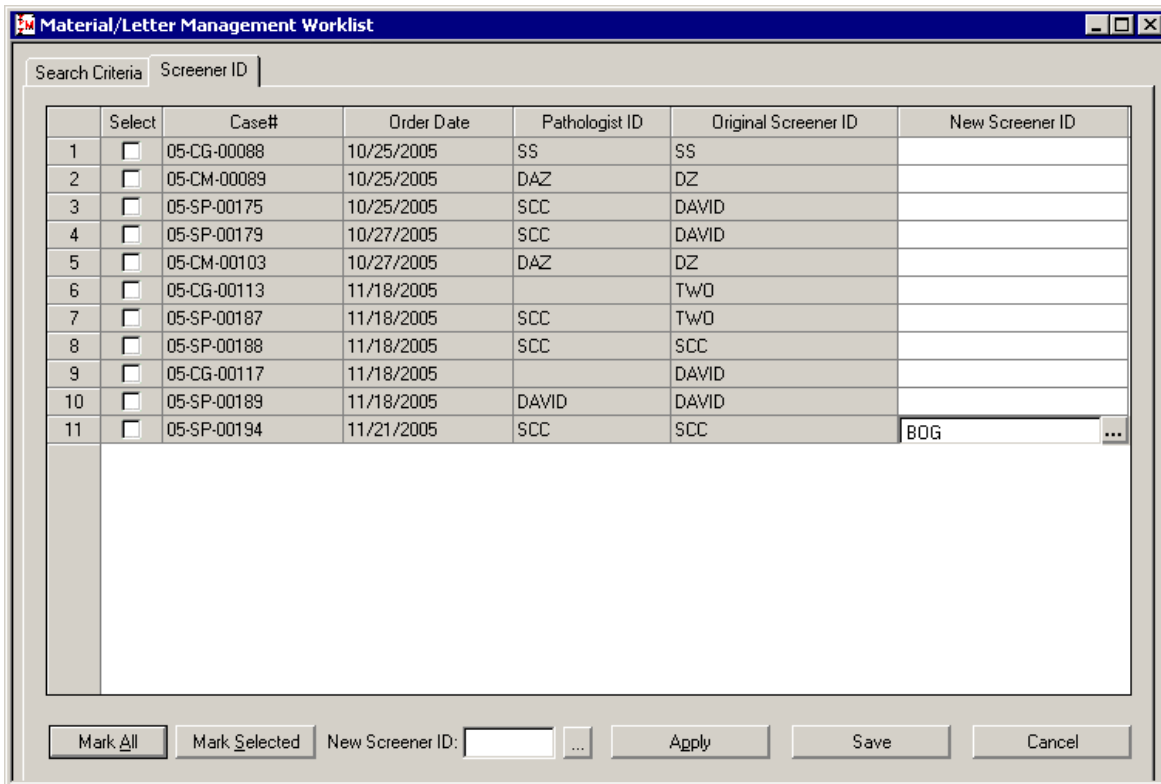 Material/Letter Management Worklist
Search Criteria Screener ID
Select Case# Order Date Pathologist ID Original Screener ID New Screener ID
1 05-CG-00088 10/25/2005 SS SS
2 05-CM-00089 10/25/2005 DAZ DZ
3 05-SP-00175 10/25/2005 SCC DAVID
4 05-SP-00179 10/27/2005 SCC DAVID
5 05-CM-00103 10/27/2005 DAZ DZ
6 05-CG-00113 11/18/2005 TWO
7 05-SP-00187 11/18/2005 SCC TWO
8 05-SP-00188 11/18/2005 SCC SCC
9 05-CG-00117 11/18/2005 DAVID
10 05-SP-00189 11/18/2005 DAVID DAVID
11 05-SP-00194 11/21/2005 SCC SCC BOG ...
Mark All Mark Selected New Screener ID: ... Apply Save Cancel